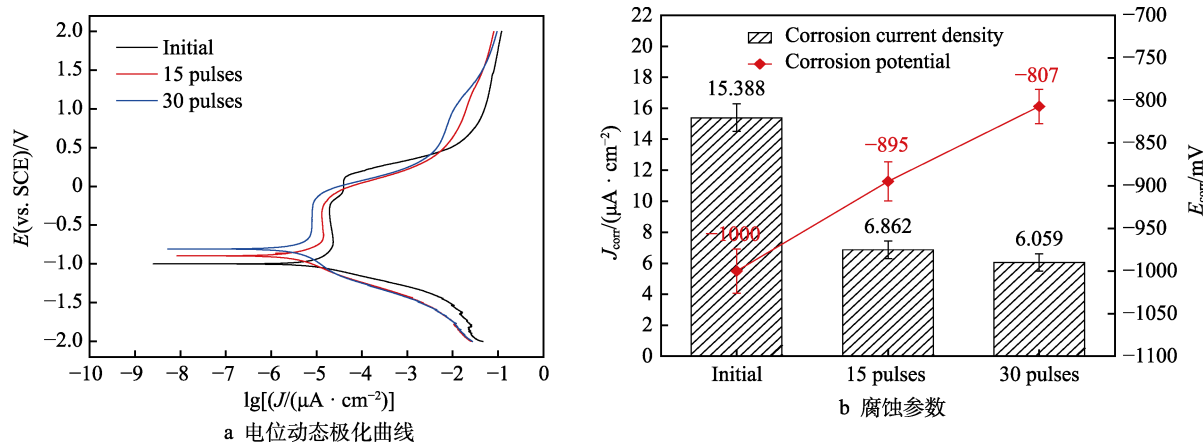 2.0
1.5
1.0
0.5
0
−0.5
−1.0
−1.5
−2.0
E(vs. SCE)/V
Initial
15 pulses
30 pulses
−10 −9 −8 −7 −6 −5 −4 −3 −2 −1 0
lg[(J/(μA · cm−2)]
a 电位动态极化曲线
22
20
18
16
14
12
10
8
6
4
2
0
Jcorr/(μA · cm−2)
Corrosion current density
Corrosion potential
15.388
−1000
−895
6.862
−807
6.059
−700
−750
−800
−850
−900
−950
−1000
−1050
−1100
Ecorr/mV
Initial 15 pulses 30 pulses
b 腐蚀参数